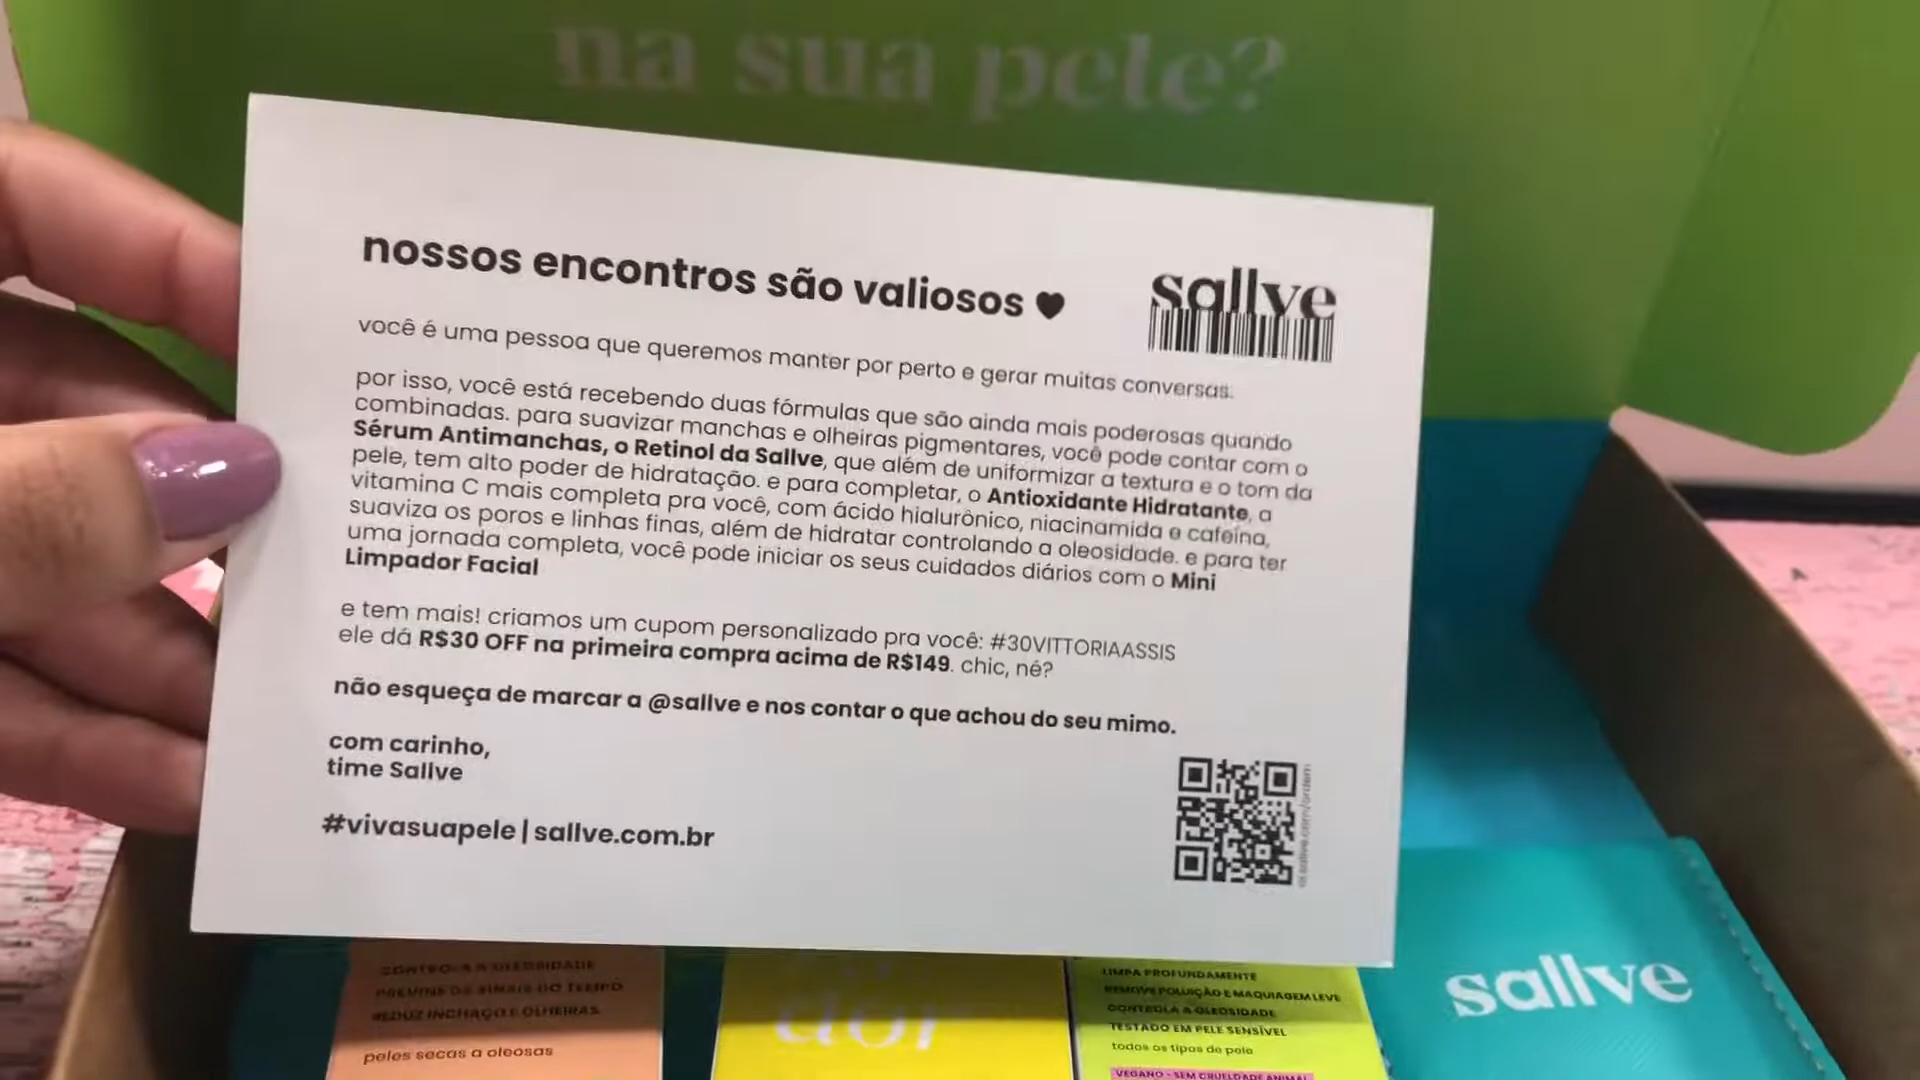 na sua pele?
nossos encontros são valiosos ♥
sallve
você é uma pessoa que queremos manter por perto e gerar muitas conversas.
por isso, você está recebendo duas fórmulas que são ainda mais poderosas quando
combinadas. para suavizar manchas e olheiras pigmentares, você pode contar com o
Sérum Antimanchas, o Retinol da Sallve, que além de uniformizar a textura e o tom da
pele, tem alto poder de hidratação. e para completar, o Antioxidante Hidratante, a
vitamina C mais completa pra você, com ácido hialurônico, niacinamida e cafeína,
suaviza os poros e linhas finas, além de hidratar controlando a oleosidade. e para ter
uma jornada completa, você pode iniciar os seus cuidados diários com o Mini
Limpador Facial
e tem mais! criamos um cupom personalizado pra você: #30VITTORIAASSIS
ele dá R$30 OFF na primeira compra acima de R$149. chic, né?
não esqueça de marcar a @sallve e nos contar o que achou do seu mimo.
com carinho,
time Sallve
#vivasuapele | sallve.com.br
CONTROLA A OLEOSIDADE
PREVINE OS SINAIS DO TEMPO
REDUZ INCHAÇO E OLHEIRAS
peles secas a oleosas
dor
LIMPA PROFUNDAMENTE
REMOVE POLUIÇÃO E MAQUIAGEM LEVE
CONTROLA A OLEOSIDADE
TESTADO EM PELE SENSÍVEL
todos os tipos de pele
VEGANO - SEM CRUELDADE ANIMAL
sallve